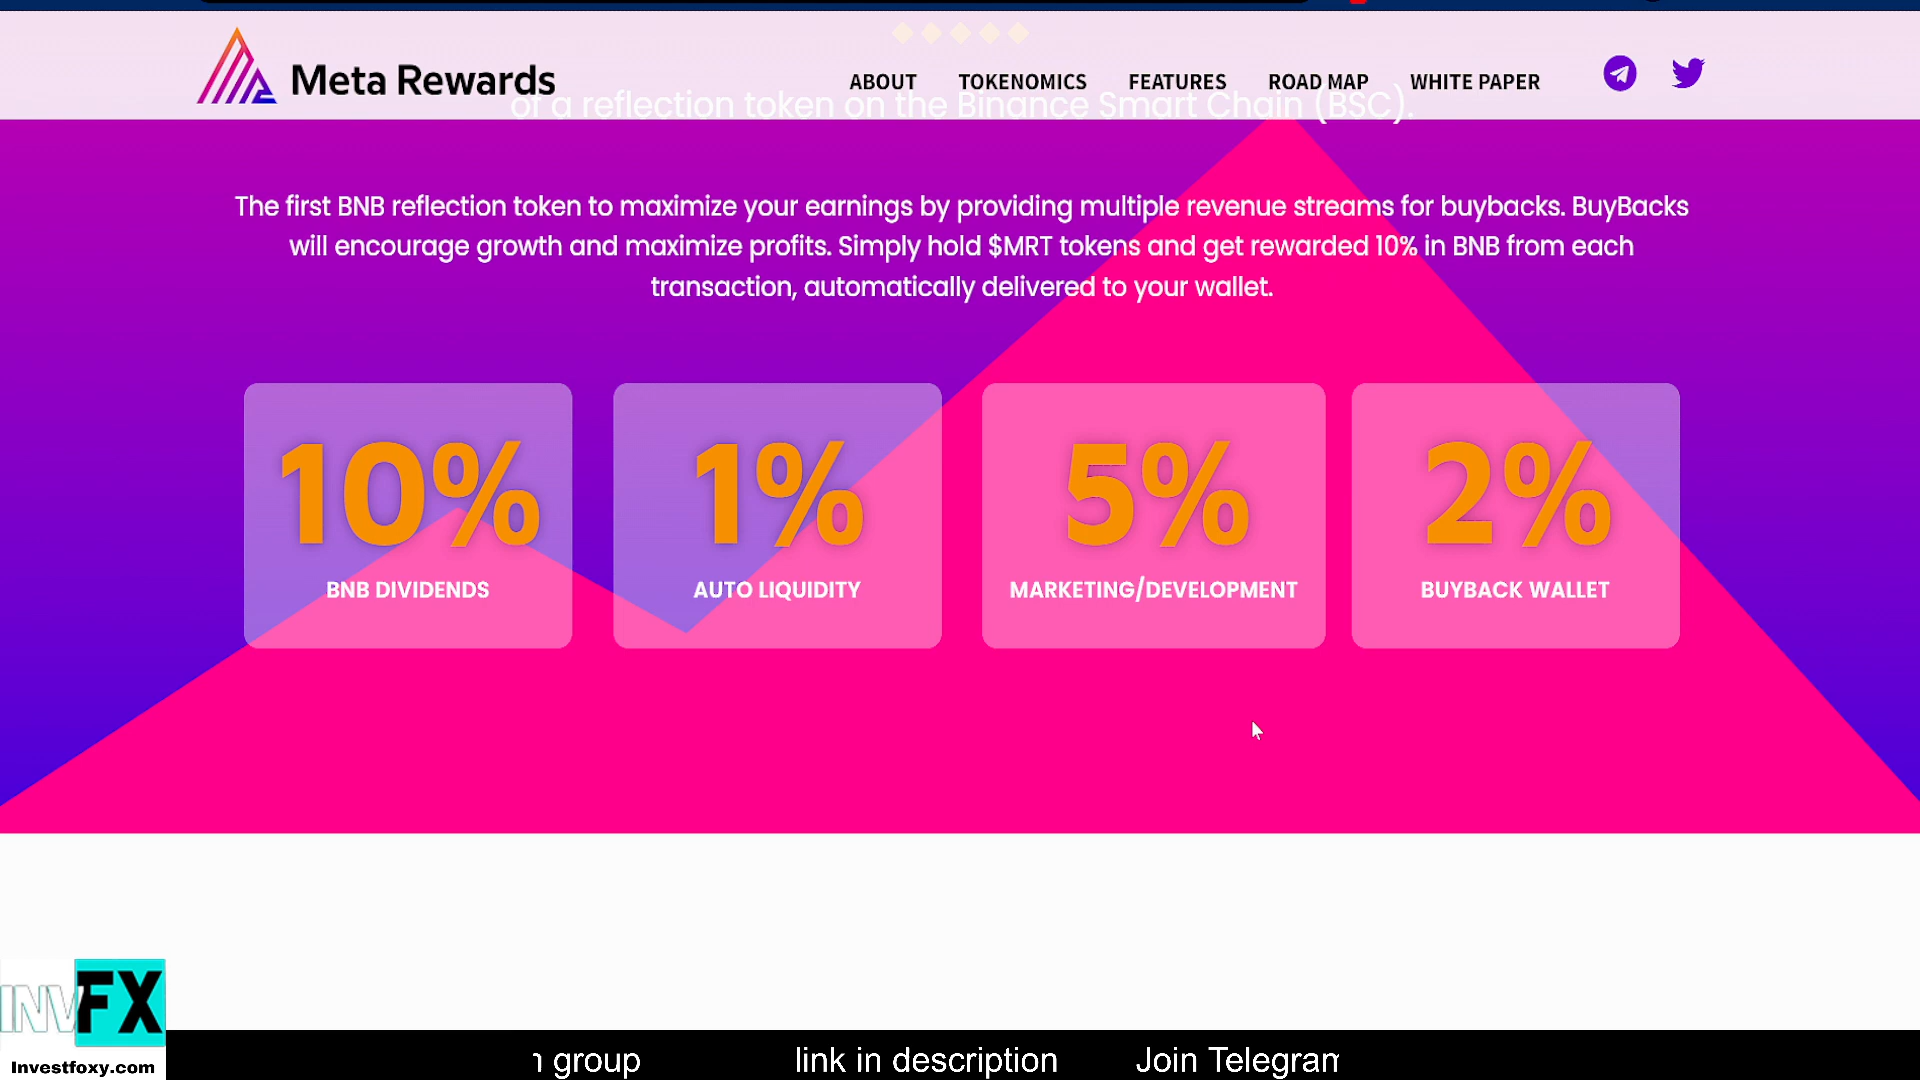 Meta Rewards
ABOUT TOKENOMICS FEATURES ROAD MAP WHITE PAPER
of a reflection token on the Binance Smart Chain (BSC).
The first BNB reflection token to maximize your earnings by providing multiple revenue streams for buybacks. BuyBacks
will encourage growth and maximize profits. Simply hold $MRT tokens and get rewarded 10% in BNB from each
transaction, automatically delivered to your wallet.
10% 1% 5% 2%
BNB DIVIDENDS AUTO LIQUIDITY MARKETING/DEVELOPMENT BUYBACK WALLET
INVFX
Investfoxy.com
group link in description Join Telegram